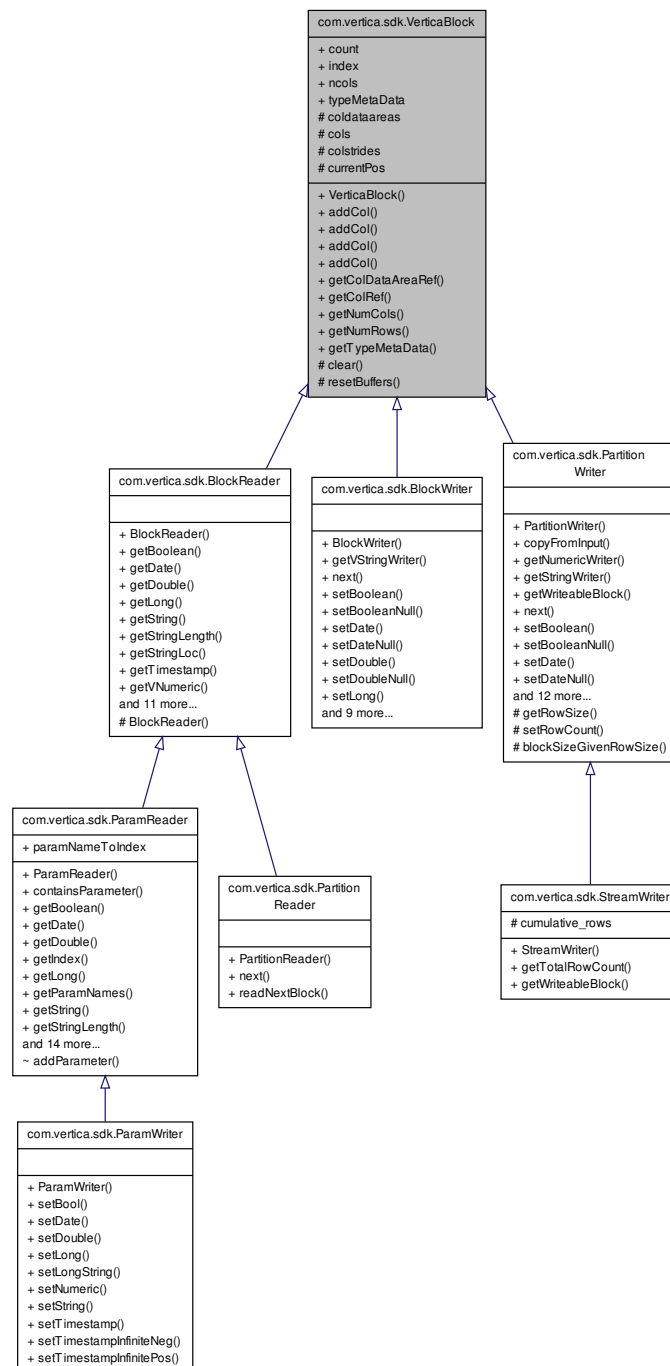 com.vertica.sdk.VerticaBlock
+ count
+ index
+ ncols
+ typeMetaData
# coldataareas
# cols
# colstrides
# currentPos
+ VerticaBlock()
+ addCol()
+ addCol()
+ addCol()
+ addCol()
+ getColDataAreaRef()
+ getColRef()
+ getNumCols()
+ getNumRows()
+ getTypeMetaData()
# clear()
# resetBuffers()
com.vertica.sdk.BlockReader
+ BlockReader()
+ getBoolean()
+ getDate()
+ getDouble()
+ getLong()
+ getString()
+ getStringLength()
+ getStringLoc()
+ getTimestamp()
+ getVNumeric()
and 11 more...
# BlockReader()
com.vertica.sdk.BlockWriter
+ BlockWriter()
+ getVStringWriter()
+ next()
+ setBoolean()
+ setBooleanNull()
+ setDate()
+ setDateNull()
+ setDouble()
+ setDoubleNull()
+ setLong()
and 9 more...
com.vertica.sdk.Partition
Writer
+ PartitionWriter()
+ copyFromInput()
+ getNumericWriter()
+ getStringWriter()
+ getWriteableBlock()
+ next()
+ setBoolean()
+ setBooleanNull()
+ setDate()
+ setDateNull()
and 12 more...
# getRowSize()
# setRowCount()
# blockSizeGivenRowSize()
com.vertica.sdk.ParamReader
+ paramNameToIndex
+ ParamReader()
+ containsParameter()
+ getBoolean()
+ getDate()
+ getDouble()
+ getIndex()
+ getLong()
+ getParamNames()
+ getString()
+ getStringLength()
and 14 more...
~ addParameter()
com.vertica.sdk.Partition
Reader
+ PartitionReader()
+ next()
+ readNextBlock()
com.vertica.sdk.StreamWriter
# cumulative_rows
+ StreamWriter()
+ getTotalRowCount()
+ getWriteableBlock()
com.vertica.sdk.ParamWriter
+ ParamWriter()
+ setBool()
+ setDate()
+ setDouble()
+ setLong()
+ setLongString()
+ setNumeric()
+ setString()
+ setTimestamp()
+ setTimestampInfiniteNeg()
+ setTimestampInfinitePos()